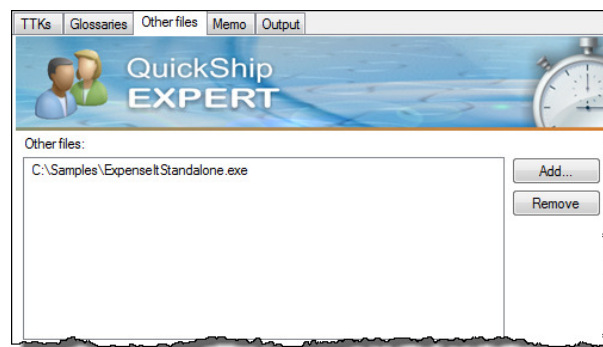 TTKs Glossaries Other files Memo Output
QuickShip
EXPERT
Other files:
C:\Samples\ExpenseItStandalone.exe
Add...
Remove